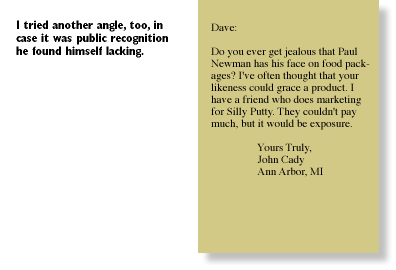 I tried another angle, too, in
case it was public recognition
he found himself lacking.
Dave:
Do you ever get jealous that Paul
Newman has his face on food pack-
ages? I've often thought that your
likeness could grace a product. I
have a friend who does marketing
for Silly Putty. They couldn't pay
much, but it would be exposure.
Yours Truly,
John Cady
Ann Arbor, MI